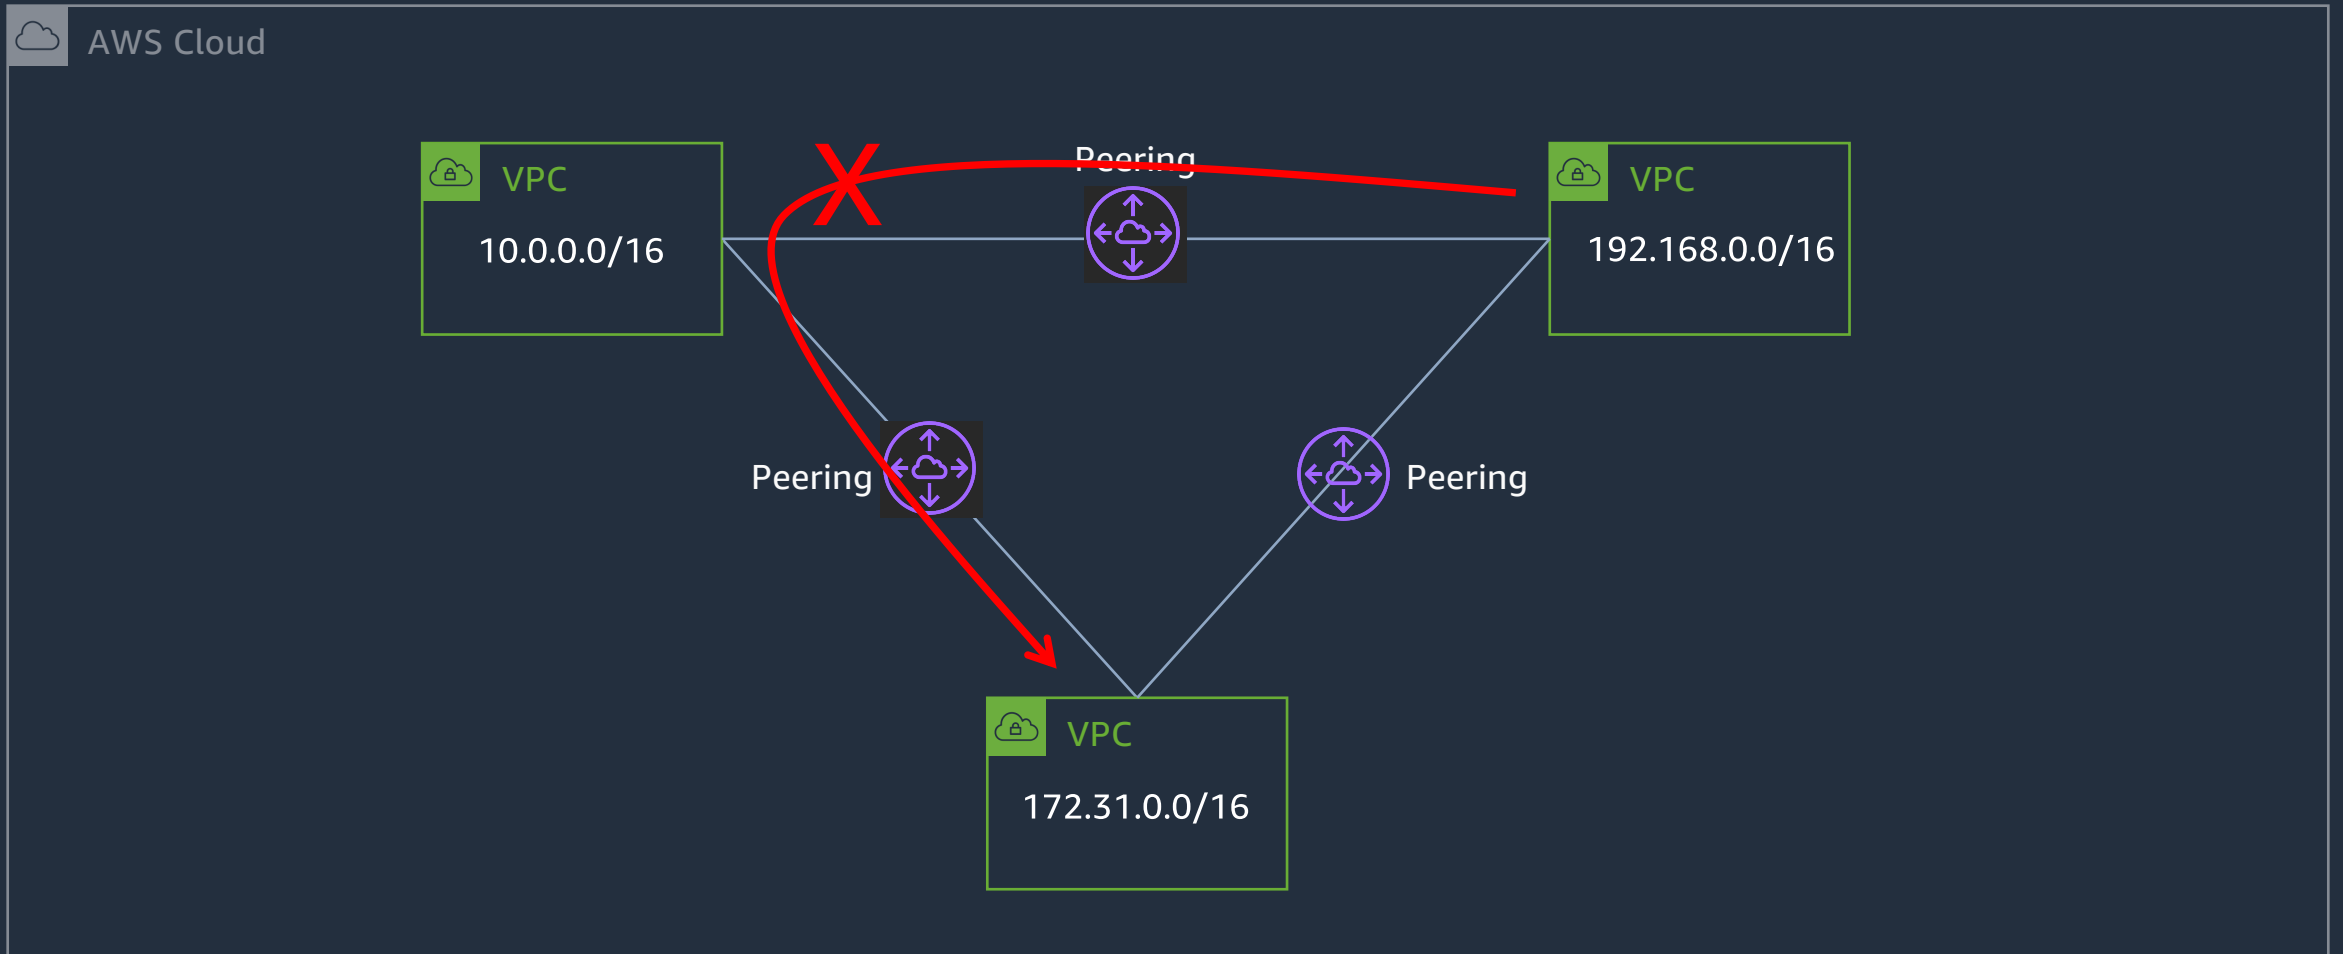 AWS Cloud
Peering
VPC
10.0.0.0/16
VPC
192.168.0.0/16
Peering
Peering
VPC
172.31.0.0/16